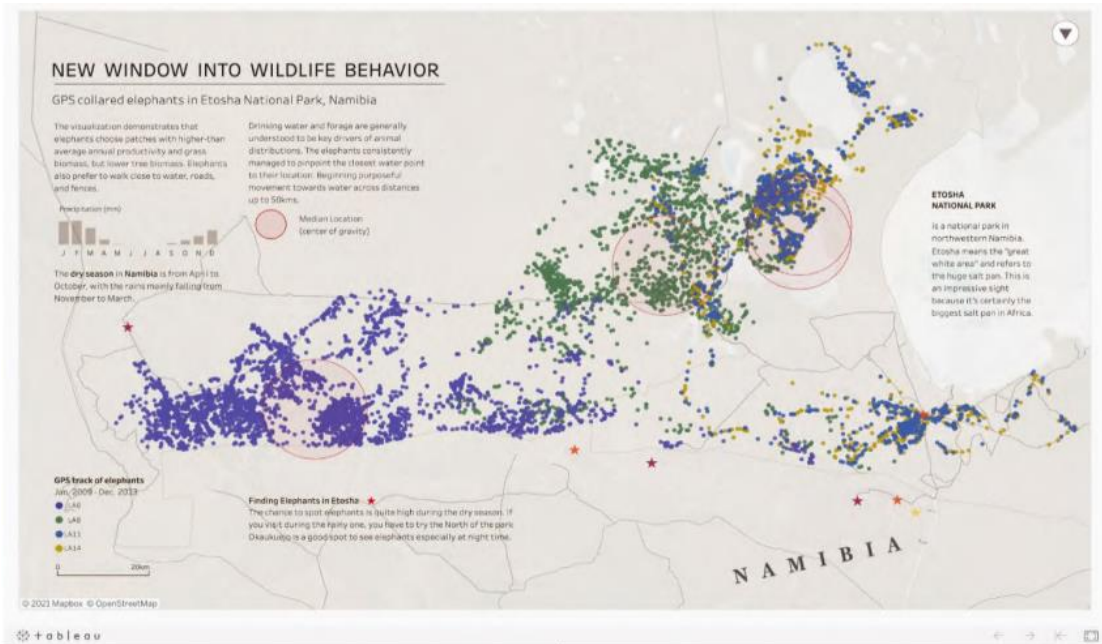 NEW WINDOW INTO WILDLIFE BEHAVIOR
GPS collared elephants in Etosha National Park, Namibia
The visualization demonstrates that
elephants choose patches with higher-than
average annual productivity and grass
biomass, but lower tree biomass. Elephants
also prefer to walk close to water, roads,
and fences.
Drinking water and forage are generally
understood to be key drivers of animal
distributions. The elephants consistently
managed to pinpoint the closest water point
to their location. Beginning purposeful
movement towards water across distances
up to 50kms.
Precipitation (mm)
J F M A M J J A S O N D
Median Location
(center of gravity)
The dry season in Namibia is from April to
October, with the rains mainly falling from
November to March.
ETOSHA
NATIONAL PARK
is a national park in
northwestern Namibia.
Etosha means the "great
white area" and refers to
the huge salt pan. This is
an impressive sight
because it's certainly the
biggest salt pan in Africa.
GPS track of elephants
Jan. 2009 - Dec. 2013
LA8
LA11
LA14
0 20km
Finding Elephants in Etosha
The chance to spot elephants is quite high during the dry season. If
you visit during the rainy one, you have to try the North of the park
Okaukuejo is a good spot to see elephants especially at night time.
NAMIBIA
© 2021 Mapbox © OpenStreetMap
+ a b l e a u